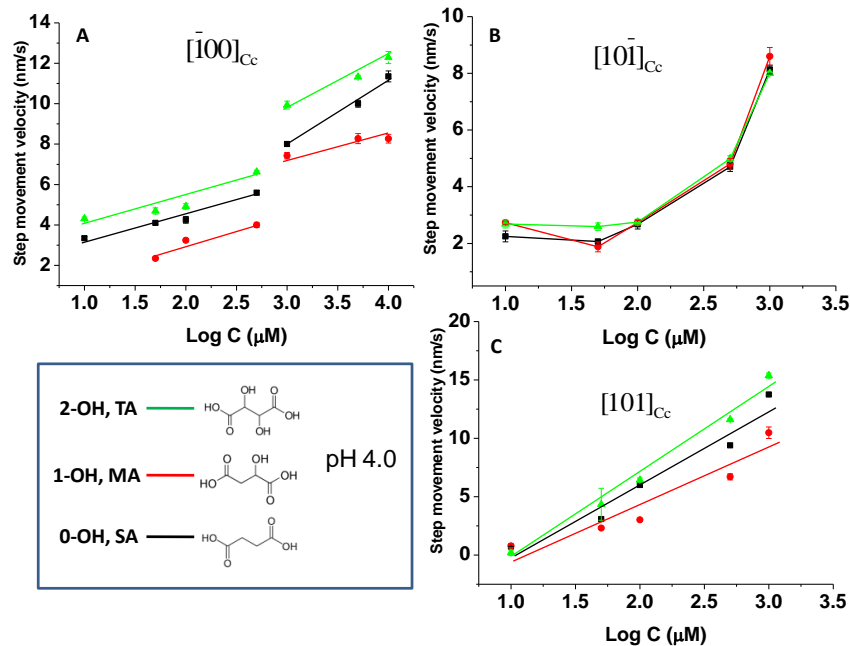 A
[1̄00]Cc
Step movement velocity (nm/s)
14
12
10
8
6
4
2
1.0 1.5 2.0 2.5 3.0 3.5 4.0
Log C (μM)
B
[101̄]Cc
Step movement velocity (nm/s)
10
8
6
4
2
0
1.0 1.5 2.0 2.5 3.0 3.5
Log C (μM)
2-OH, TA
OH
O
HO
OH
O
OH
1-OH, MA
O
OH
HO
OH
O
O
0-OH, SA
O
HO
OH
O
pH 4.0
C
[101]Cc
Step movement velocity (nm/s)
20
15
10
5
0
1.0 1.5 2.0 2.5 3.0 3.5
Log C (μM)